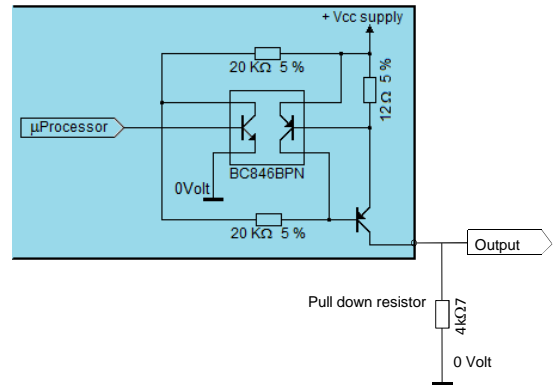 + Vcc supply
20 KΩ 5 %
12Ω 5 %
µProcessor
BC846BPN
0Volt
20 KΩ 5 %
Output
Pull down resistor
4kΩ7
0 Volt